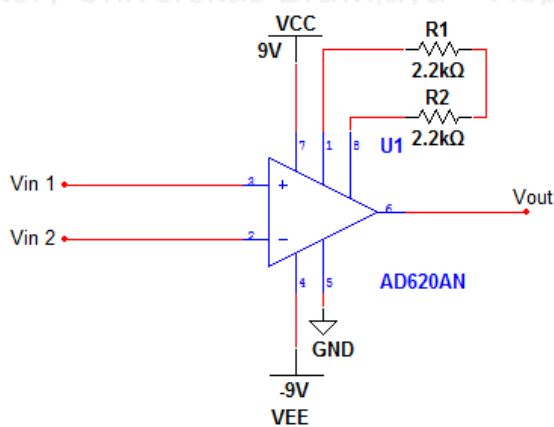 VCC
9V
R1
2.2kΩ
R2
2.2kΩ
U1
7
1
8
Vin 1
3
+
Vout
6
Vin 2
2
−
AD620AN
4
5
GND
-9V
VEE